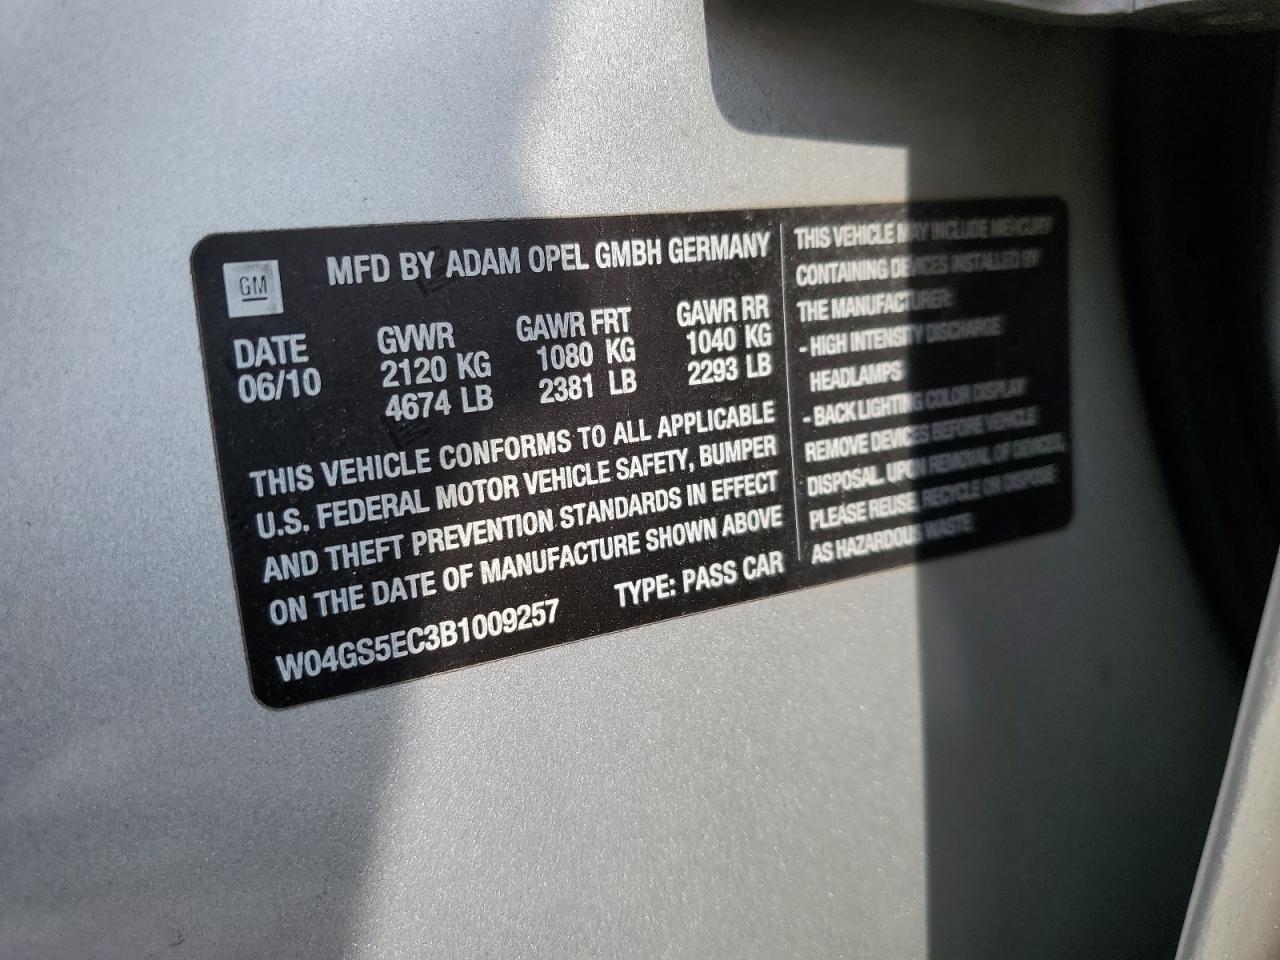 GM
MFD BY ADAM OPEL GMBH GERMANY
DATE
06/10
GVWR
2120 KG
4674 LB
GAWR FRT
1080 KG
2381 LB
GAWR RR
1040 KG
2293 LB
THIS VEHICLE CONFORMS TO ALL APPLICABLE
U.S. FEDERAL MOTOR VEHICLE SAFETY, BUMPER
AND THEFT PREVENTION STANDARDS IN EFFECT
ON THE DATE OF MANUFACTURE SHOWN ABOVE
W04GS5EC3B1009257
TYPE: PASS CAR
THIS VEHICLE MAY INCLUDE MERCURY
CONTAINING DEVICES INSTALLED BY
THE MANUFACTURER:
- HIGH INTENSITY DISCHARGE
HEADLAMPS
- BACK LIGHTING COLOR DISPLAY
REMOVE DEVICES BEFORE VEHICLE
DISPOSAL. UPON REMOVAL OF DEVICES,
PLEASE REUSE, RECYCLE OR DISPOSE
AS HAZARDOUS WASTE